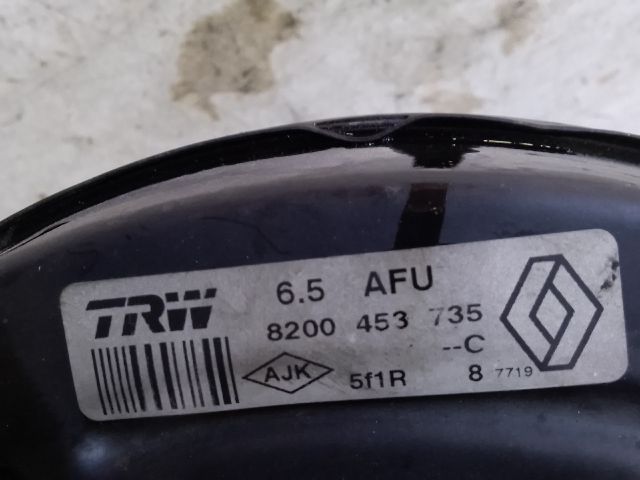 TRW 6.5 AFU
8200 453 735
--C
AJK 5f1R 8 7719